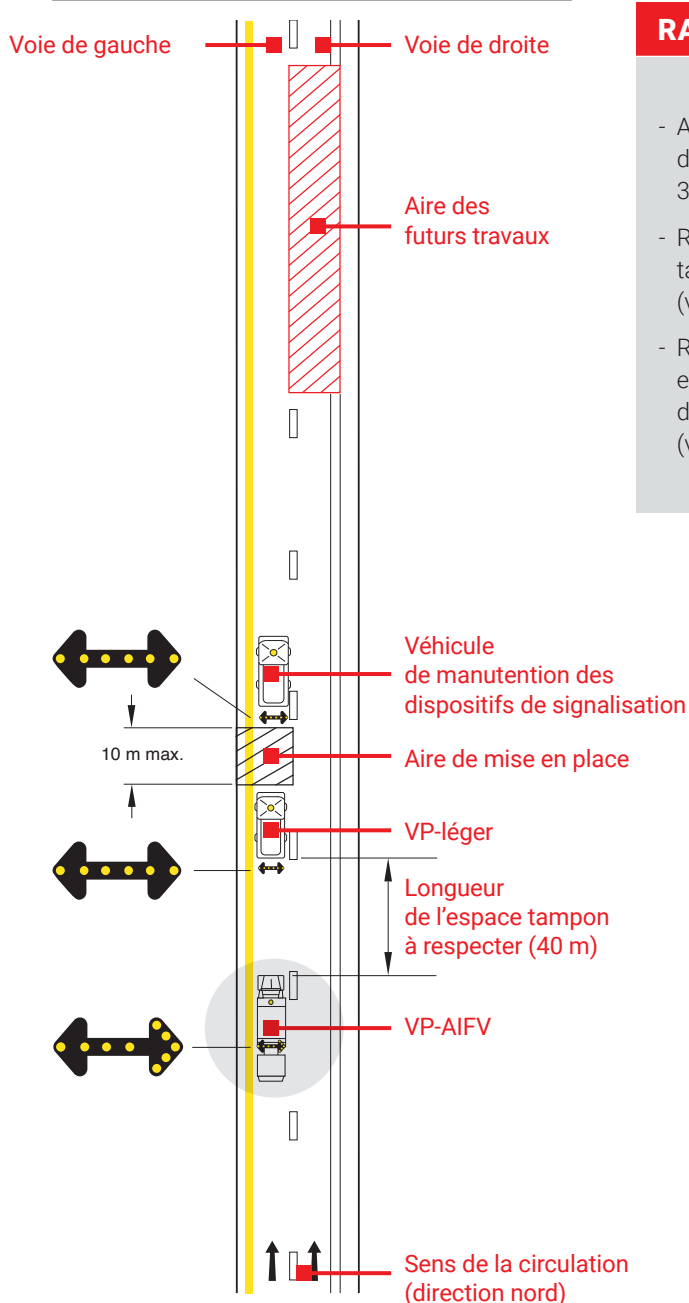 Voie de gauche
Voie de droite
RA
- A
d
3
- R
ta
(v
- R
e
d
(v
Aire des
futurs travaux
Véhicule
de manutention des
dispositifs de signalisation
10 m max.
Aire de mise en place
VP-léger
Longueur
de l’espace tampon
à respecter (40 m)
VP-AIFV
Sens de la circulation
(direction nord)